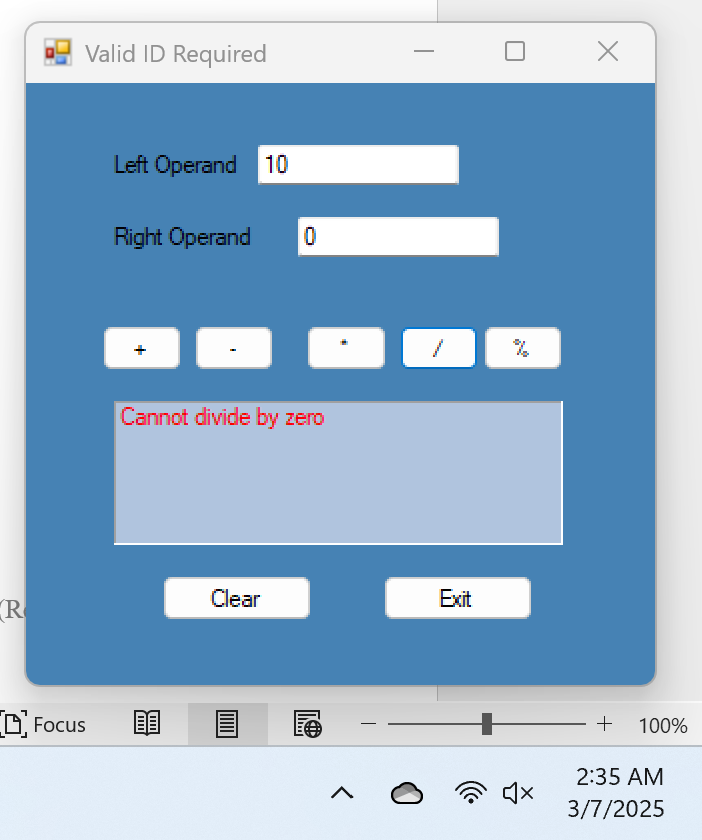 Valid ID Required
Left Operand 10
Right Operand 0
+ - * / %
Cannot divide by zero
Clear Exit
Focus 100%
2:35 AM
3/7/2025